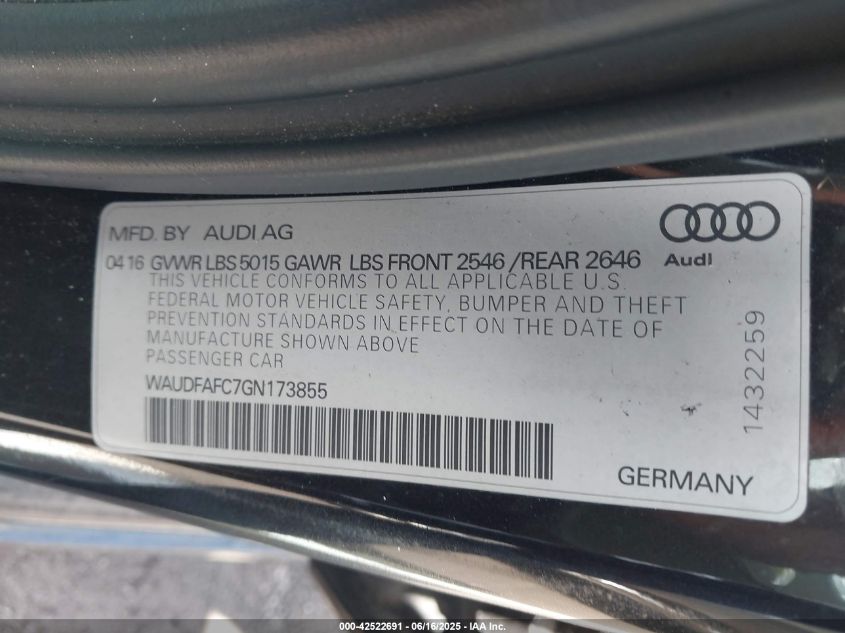 MFD. BY AUDI AG
Audi
04 16 GVWR LBS 5015 GAWR LBS FRONT 2546 /REAR 2646
THIS VEHICLE CONFORMS TO ALL APPLICABLE U.S.
FEDERAL MOTOR VEHICLE SAFETY, BUMPER AND THEFT
PREVENTION STANDARDS IN EFFECT ON THE DATE OF
MANUFACTURE SHOWN ABOVE
PASSENGER CAR
WAUDFAFC7GN173855
1432259
GERMANY
000-42522691 - 06/16/2025 - © IAA Inc.